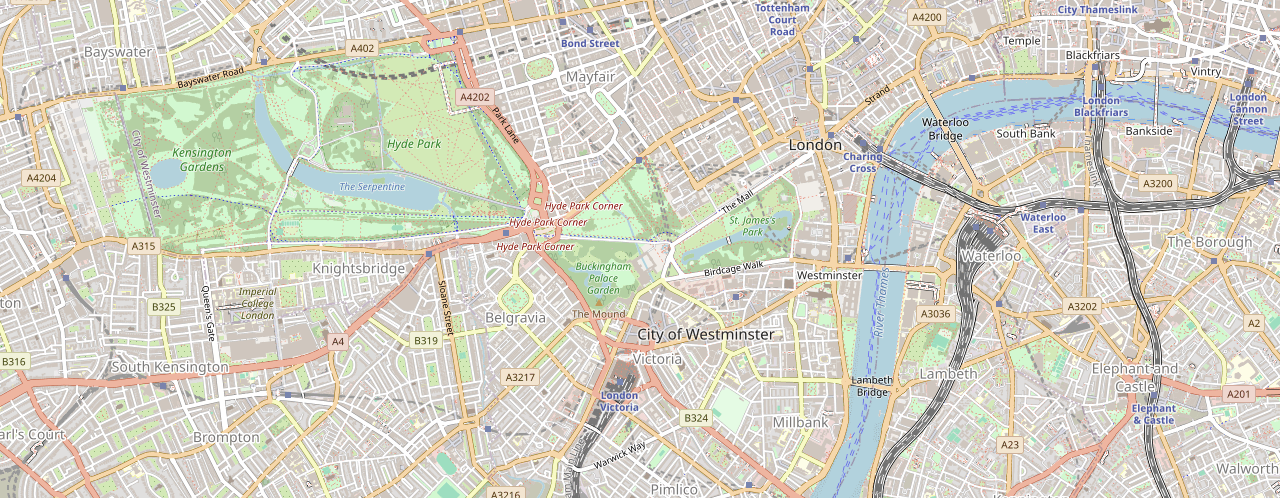 Tottenham
Court
Road
City Thameslink
A4200
Bayswater
A402
Bond Street
Temple
Blackfriars
Vintry
Mayfair
Bayswater Road
A4202
Strand
London
Blackfriars
London
Cannon
Street
Park Lane
Waterloo
Bridge
South Bank
Bankside
London
Charing
Cross
City of Westminster
Kensington
Gardens
Hyde Park
Thameslink
A4204
The Serpentine
A3200
The Mall
Hyde Park Corner
Hyde Park Corner
Hyde Park Corner
St. James's
Park
Waterloo
East
A315
The Borough
Waterloo
Knightsbridge
Buckingham
Palace
Garden
Birdcage Walk
Westminster
River Thames
Imperial
College
London
B325
Queen's Gate
Sloane Street
A3202
A3036
The Mound
Belgravia
A2
City of Westminster
A4
B319
Victoria
B316
South Kensington
A3217
Lambeth
Lambeth
Bridge
Elephant and
Castle
A201
London
Victoria
Elephant
& Castle
B324
Millbank
arl's Court
Brompton
A23
Warwick Way
Walworth
Pimlico
A3216